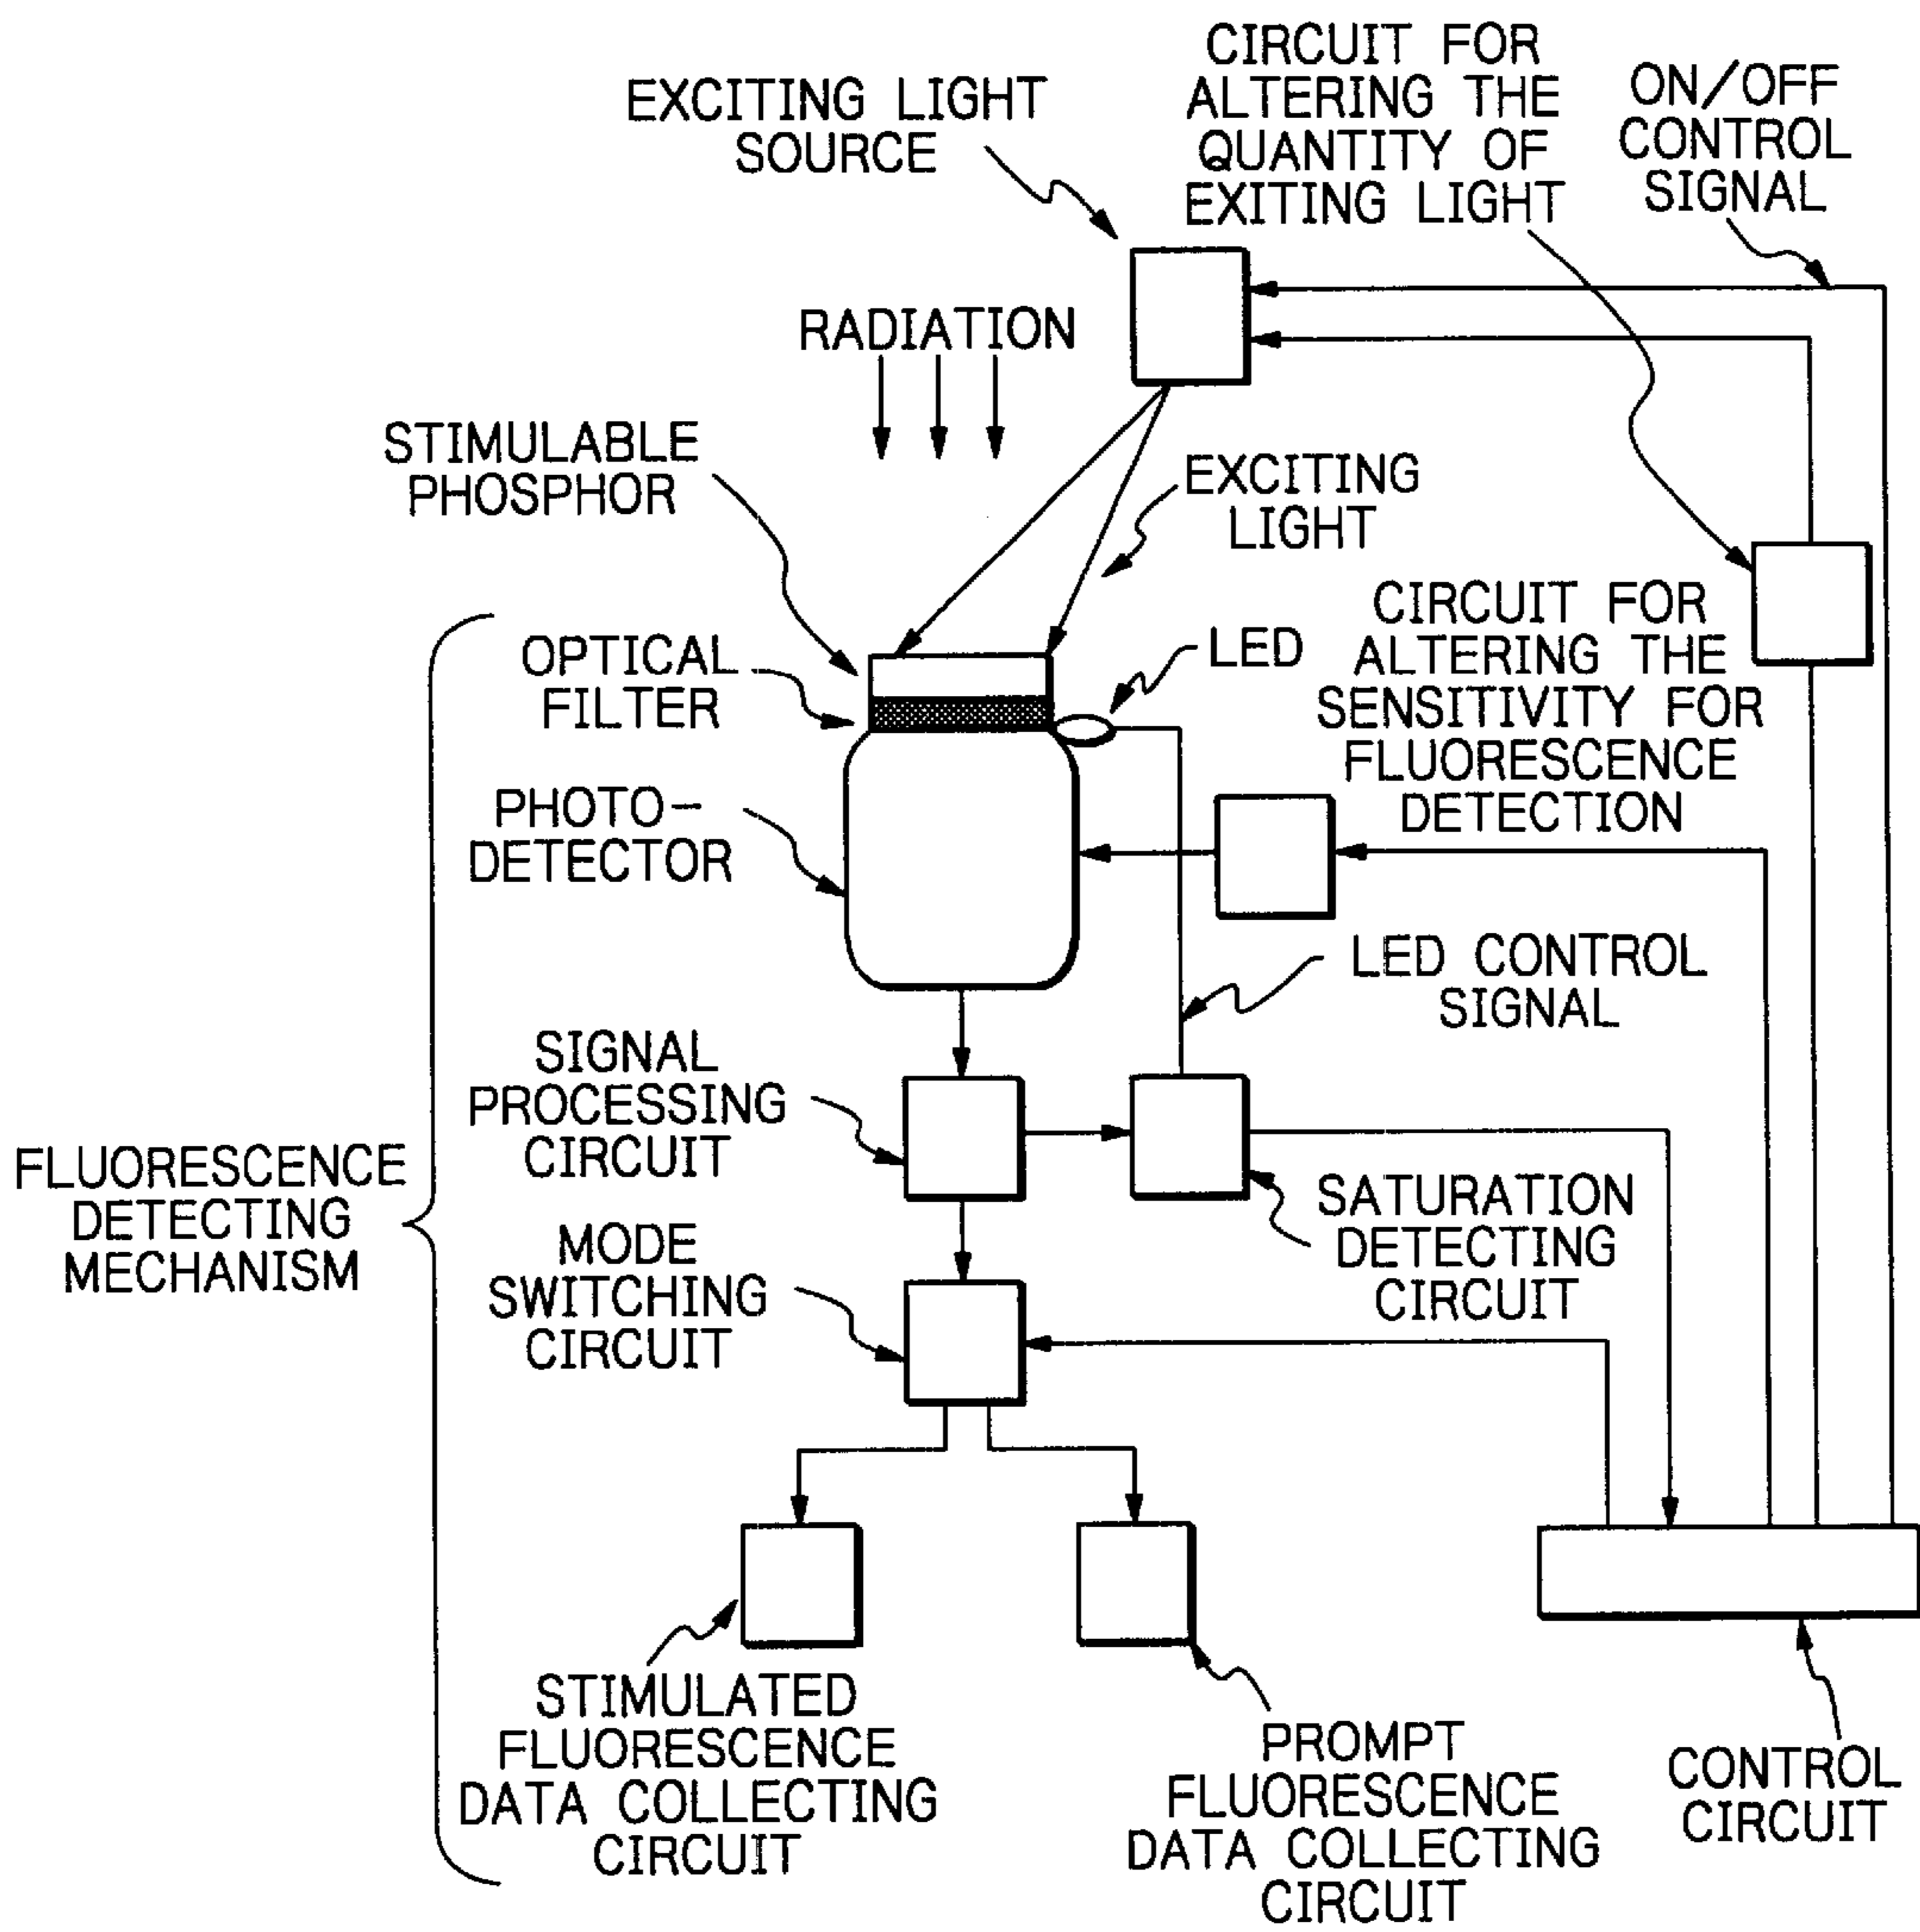 EXCITING LIGHT
SOURCE
CIRCUIT FOR
ALTERING THE
QUANTITY OF
EXITING LIGHT
ON/OFF
CONTROL
SIGNAL
RADIATION
STIMULABLE
PHOSPHOR
EXCITING
LIGHT
OPTICAL
FILTER
LED
CIRCUIT FOR
ALTERING THE
SENSITIVITY FOR
FLUORESCENCE
DETECTION
PHOTO-
DETECTOR
LED CONTROL
SIGNAL
SIGNAL
PROCESSING
CIRCUIT
FLUORESCENCE
DETECTING
MECHANISM
SATURATION
DETECTING
CIRCUIT
MODE
SWITCHING
CIRCUIT
STIMULATED
FLUORESCENCE
DATA COLLECTING
CIRCUIT
PROMPT
FLUORESCENCE
DATA COLLECTING
CIRCUIT
CONTROL
CIRCUIT